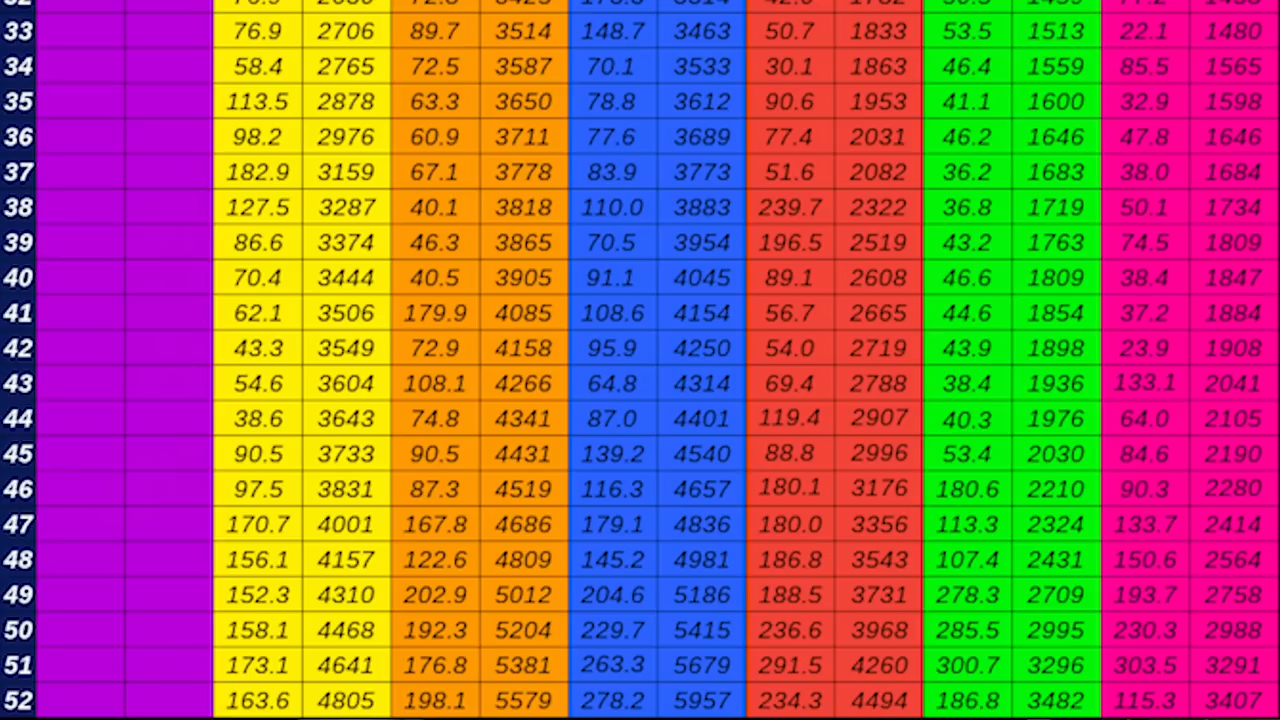 33 76.9 2706 89.7 3514 148.7 3463 50.7 1833 53.5 1513 22.1 1480
34 58.4 2765 72.5 3587 70.1 3533 30.1 1863 46.4 1559 85.5 1565
35 113.5 2878 63.3 3650 78.8 3612 90.6 1953 41.1 1600 32.9 1598
36 98.2 2976 60.9 3711 77.6 3689 77.4 2031 46.2 1646 47.8 1646
37 182.9 3159 67.1 3778 83.9 3773 51.6 2082 36.2 1683 38.0 1684
38 127.5 3287 40.1 3818 110.0 3883 239.7 2322 36.8 1719 50.1 1734
39 86.6 3374 46.3 3865 70.5 3954 196.5 2519 43.2 1763 74.5 1809
40 70.4 3444 40.5 3905 91.1 4045 89.1 2608 46.6 1809 38.4 1847
41 62.1 3506 179.9 4085 108.6 4154 56.7 2665 44.6 1854 37.2 1884
42 43.3 3549 72.9 4158 95.9 4250 54.0 2719 43.9 1898 23.9 1908
43 54.6 3604 108.1 4266 64.8 4314 69.4 2788 38.4 1936 133.1 2041
44 38.6 3643 74.8 4341 87.0 4401 119.4 2907 40.3 1976 64.0 2105
45 90.5 3733 90.5 4431 139.2 4540 88.8 2996 53.4 2030 84.6 2190
46 97.5 3831 87.3 4519 116.3 4657 180.1 3176 180.6 2210 90.3 2280
47 170.7 4001 167.8 4686 179.1 4836 180.0 3356 113.3 2324 133.7 2414
48 156.1 4157 122.6 4809 145.2 4981 186.8 3543 107.4 2431 150.6 2564
49 152.3 4310 202.9 5012 204.6 5186 188.5 3731 278.3 2709 193.7 2758
50 158.1 4468 192.3 5204 229.7 5415 236.6 3968 285.5 2995 230.3 2988
51 173.1 4641 176.8 5381 263.3 5679 291.5 4260 300.7 3296 303.5 3291
52 163.6 4805 198.1 5579 278.2 5957 234.3 4494 186.8 3482 115.3 3407